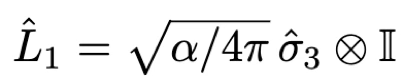 L̂₁ = √(α/4π) σ̂₃ ⊗ 𝕀